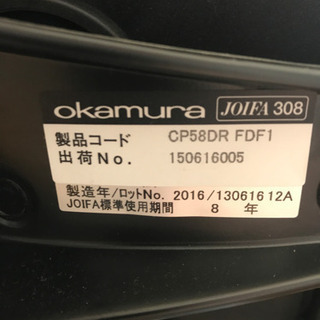 okamura JOIFA 308
製品コード CP58DR FDF1
出荷No. 150616005
製造年/ロットNo. 2016/13061612A
JOIFA標準使用期間 8 年